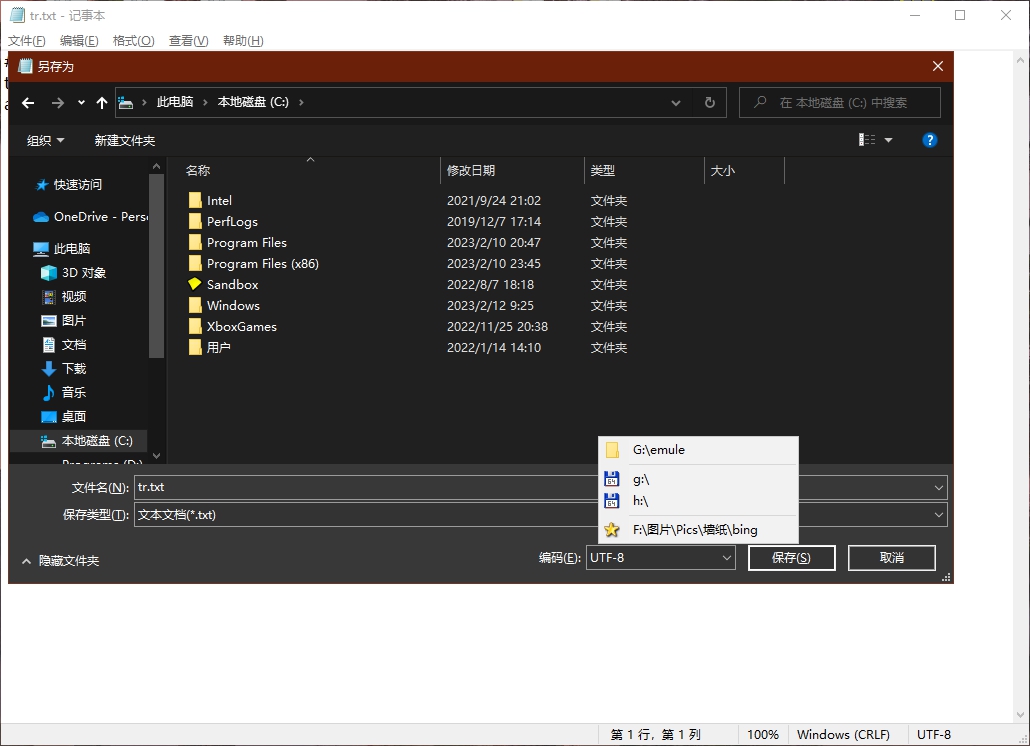 tr.txt - 记事本
文件(F) 编辑(E) 格式(O) 查看(V) 帮助(H)
另存为
此电脑 本地磁盘 (C:)
在 本地磁盘 (C:) 中搜索
组织 新建文件夹
名称 修改日期 类型 大小
快速访问
OneDrive - Pers
此电脑
3D 对象
视频
图片
文档
下载
音乐
桌面
本地磁盘 (C:)
Programs (D:)
Intel 2021/9/24 21:02 文件夹
PerfLogs 2019/12/7 17:14 文件夹
Program Files 2023/2/10 20:47 文件夹
Program Files (x86) 2023/2/10 23:45 文件夹
Sandbox 2022/8/7 18:18 文件夹
Windows 2023/2/12 9:25 文件夹
XboxGames 2022/11/25 20:38 文件夹
用户 2022/1/14 14:10 文件夹
G:\emule
g:\
h:\
F:\图片\Pics\墙纸\bing
文件名(N): tr.txt
保存类型(T): 文本文档(*.txt)
隐藏文件夹 编码(E): UTF-8 保存(S) 取消
第 1 行，第 1 列 100% Windows (CRLF) UTF-8